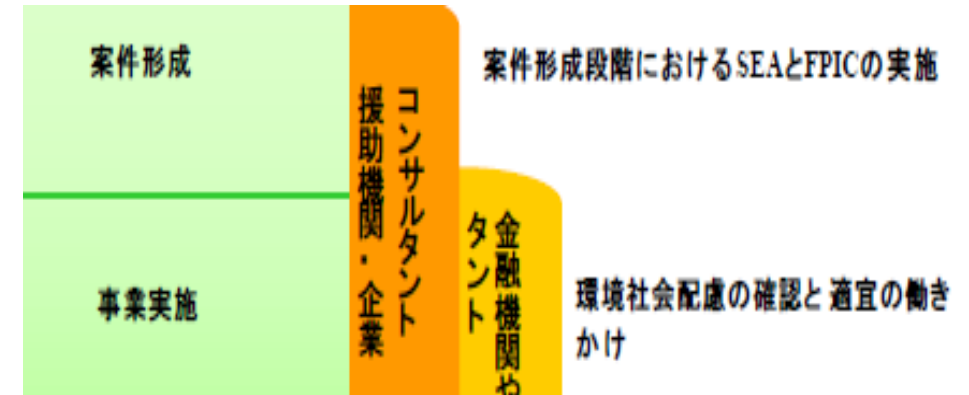 案件形成
案件形成段階におけるSEAとFPICの実施
コンサルタント
援助機関・企業
金融機関や
タント
事業実施
環境社会配慮の確認と適宜の働き
かけ